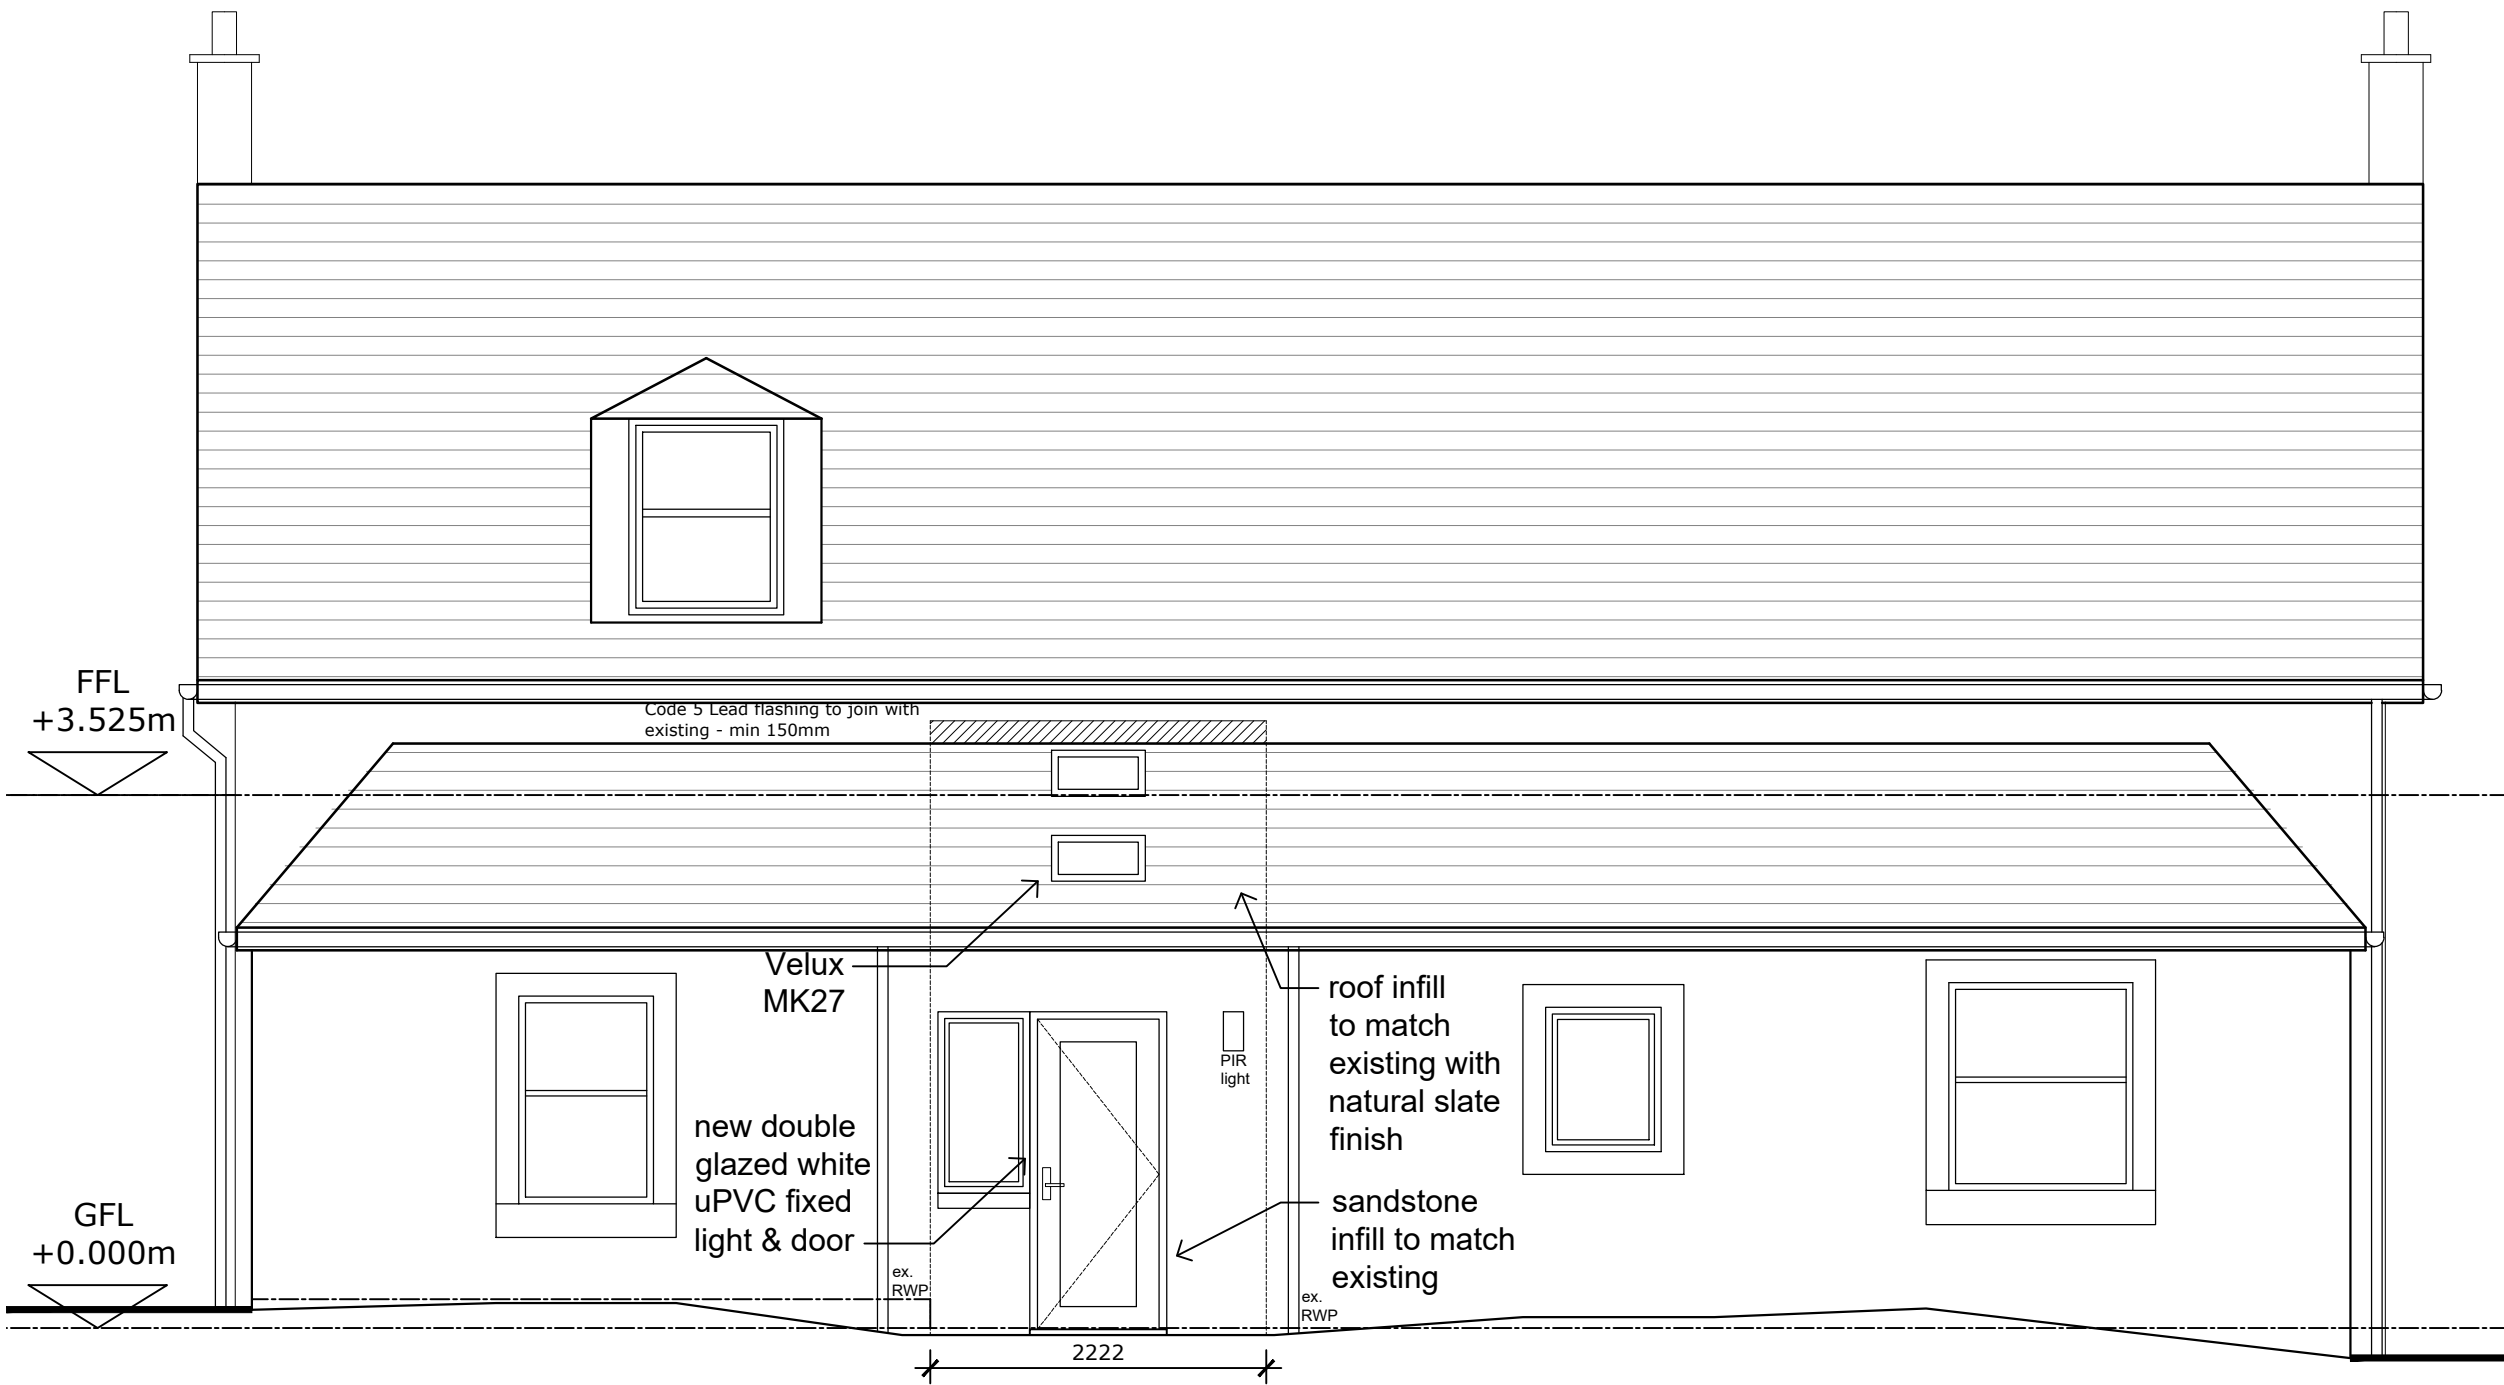 FFL
+3.525m
Code 5 Lead flashing to join with
existing - min 150mm
Velux
MK27
roof infill
to match
existing with
natural slate
finish
PIR
light
new double
glazed white
uPVC fixed
light & door
sandstone
infill to match
existing
GFL
+0.000m
ex.
RWP
ex.
RWP
2222